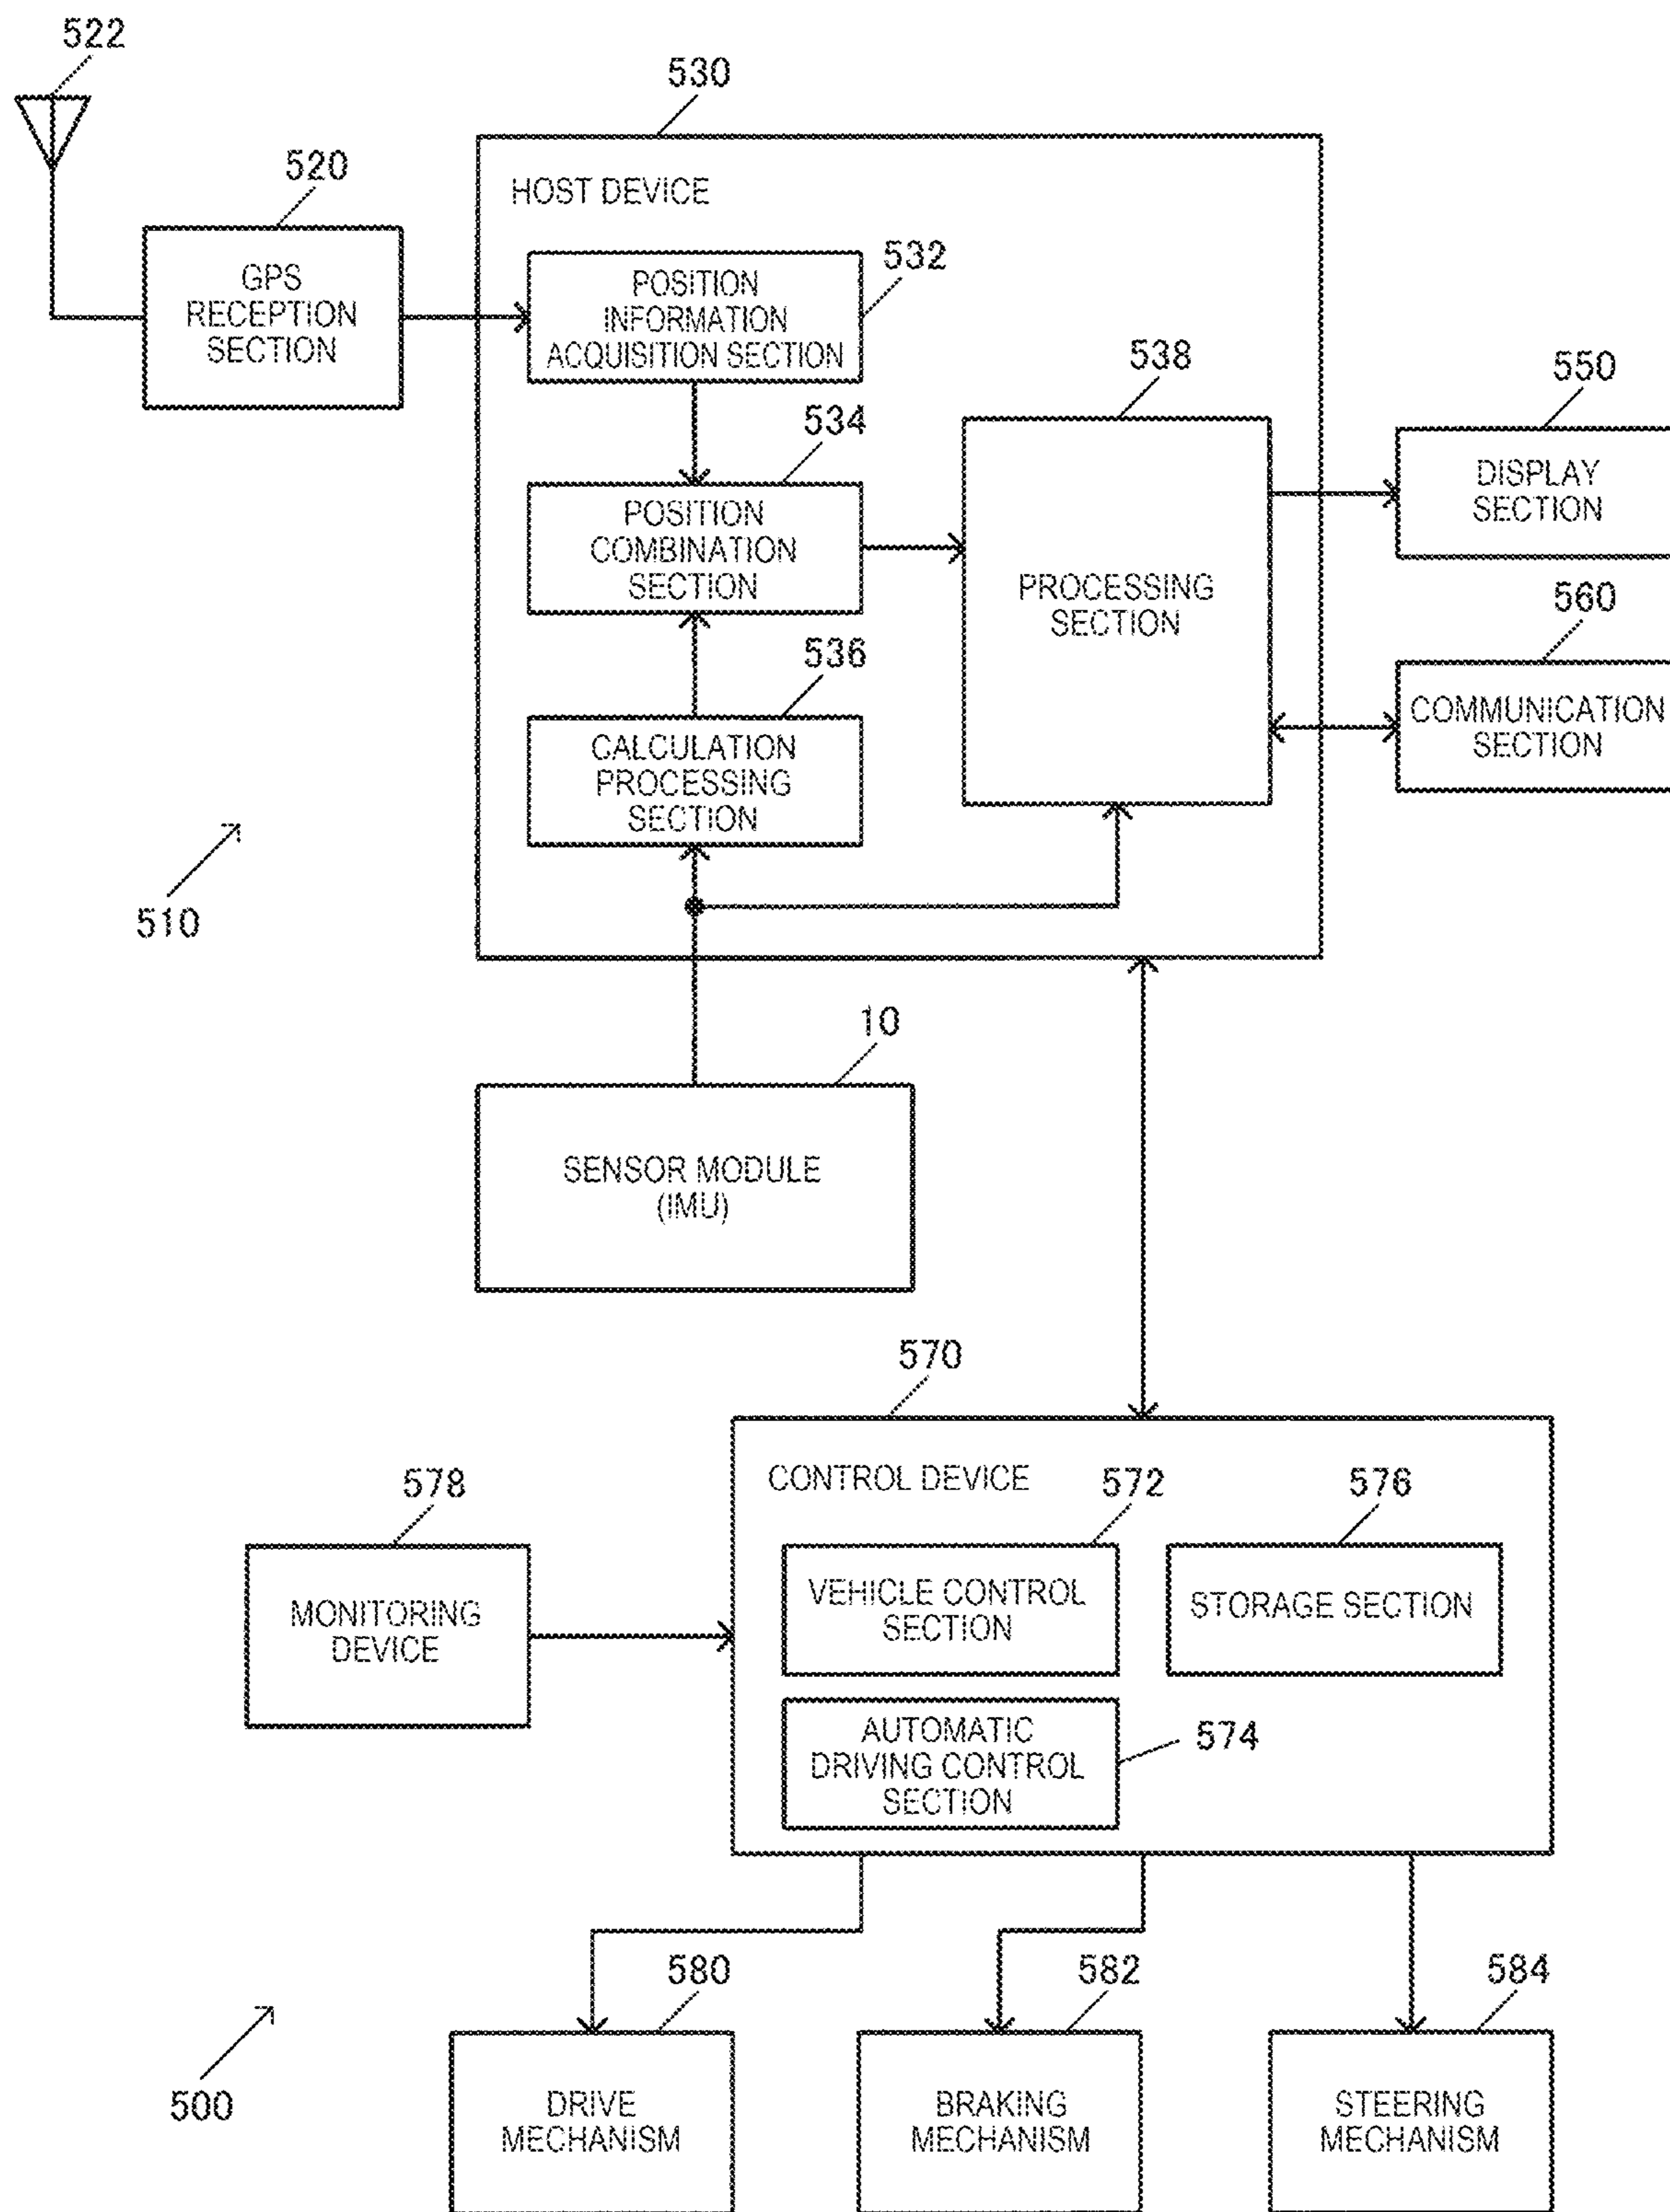 522
530
520
HOST DEVICE
GPS
RECEPTION
SECTION
532
POSITION
INFORMATION
ACQUISITION SECTION
538
550
534
DISPLAY
SECTION
POSITION
COMBINATION
SECTION
PROCESSING
SECTION
560
536
COMMUNICATION
SECTION
CALCULATION
PROCESSING
SECTION
510
10
SENSOR MODULE
(IMU)
570
CONTROL DEVICE
578
572
576
MONITORING
DEVICE
VEHICLE CONTROL
SECTION
STORAGE SECTION
AUTOMATIC
DRIVING CONTROL
SECTION
574
580
582
584
500
DRIVE
MECHANISM
BRAKING
MECHANISM
STEERING
MECHANISM